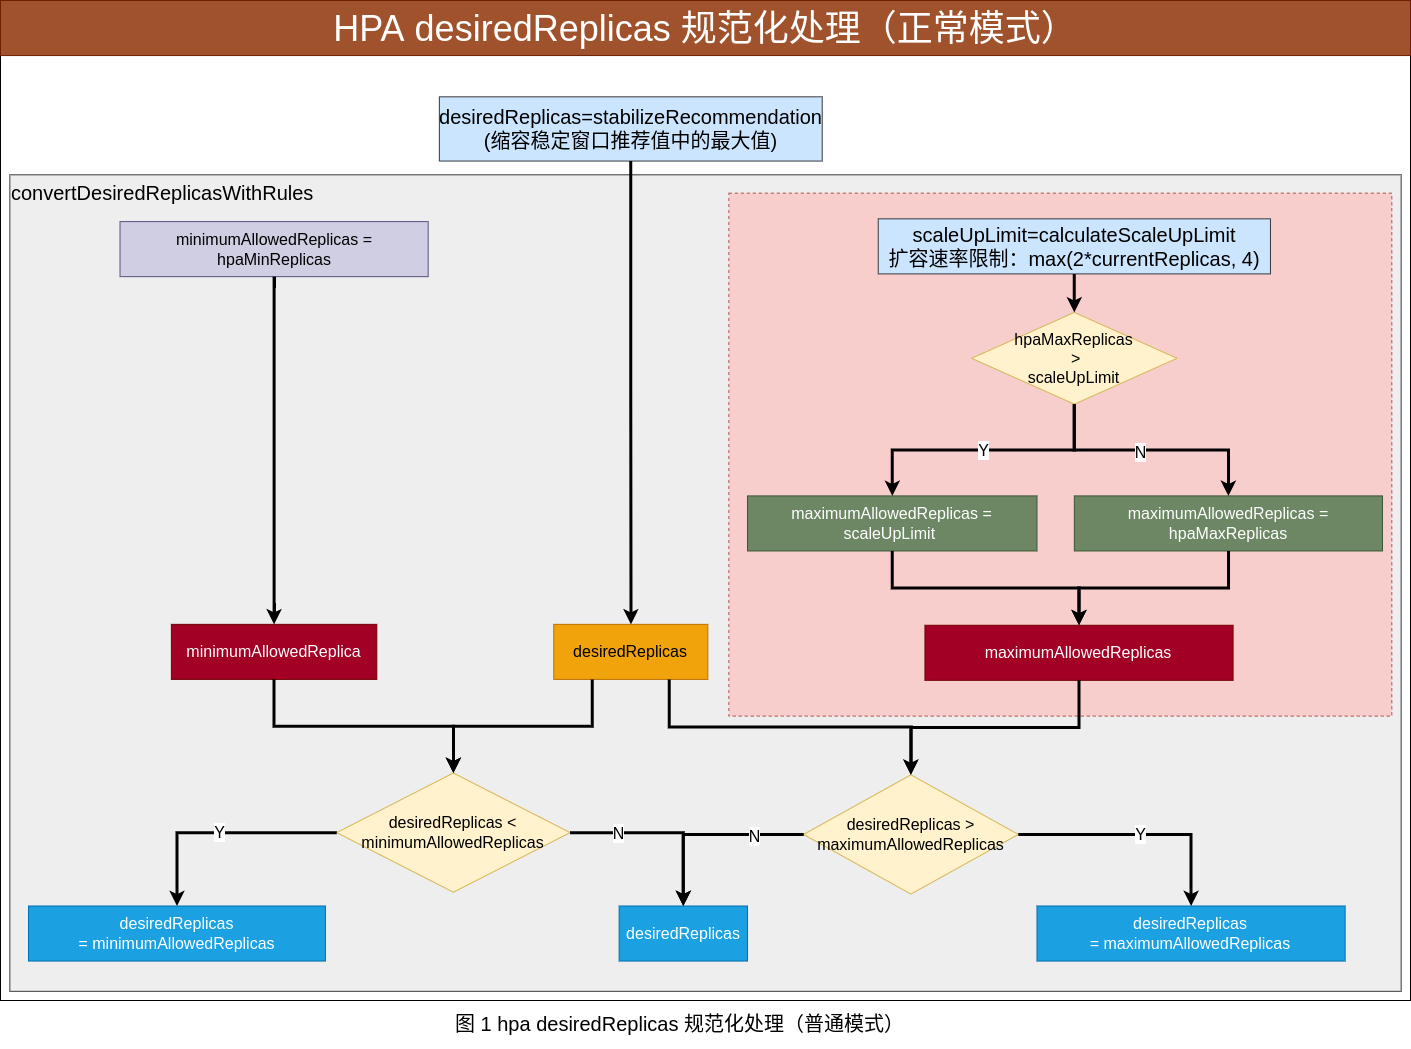 HPA desiredReplicas 规范化处理（正常模式）
desiredReplicas=stabilizeRecommendation
(缩容稳定窗口推荐值中的最大值)
convertDesiredReplicasWithRules
minimumAllowedReplicas =
hpaMinReplicas
scaleUpLimit=calculateScaleUpLimit
扩容速率限制：max(2*currentReplicas, 4)
hpaMaxReplicas
>
scaleUpLimit
Y
N
maximumAllowedReplicas =
scaleUpLimit
maximumAllowedReplicas =
hpaMaxReplicas
minimumAllowedReplica
desiredReplicas
maximumAllowedReplicas
desiredReplicas <
minimumAllowedReplicas
desiredReplicas >
maximumAllowedReplicas
Y
N
N
Y
desiredReplicas
= minimumAllowedReplicas
desiredReplicas
desiredReplicas
= maximumAllowedReplicas
图 1 hpa desiredReplicas 规范化处理（普通模式）